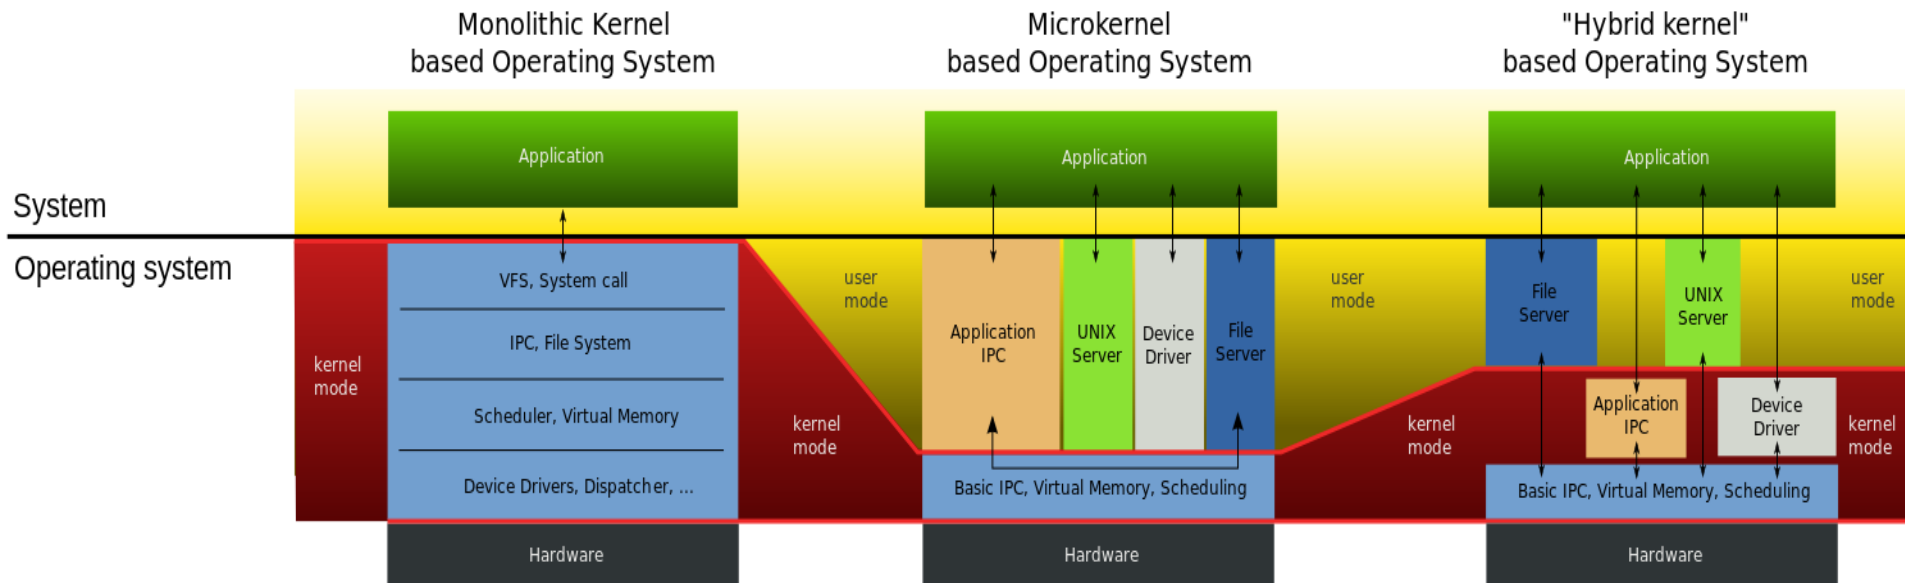 Monolithic Kernel
based Operating System
Microkernel
based Operating System
"Hybrid kernel"
based Operating System
Application
Application
Application
System
Operating system
VFS, System call
IPC, File System
Scheduler, Virtual Memory
Device Drivers, Dispatcher, ...
kernel
mode
kernel
mode
user
mode
Application
IPC
UNIX
Server
Device
Driver
File
Server
Basic IPC, Virtual Memory, Scheduling
user
mode
kernel
mode
File
Server
UNIX
Server
user
mode
Application
IPC
Device
Driver
kernel
mode
Basic IPC, Virtual Memory, Scheduling
Hardware
Hardware
Hardware